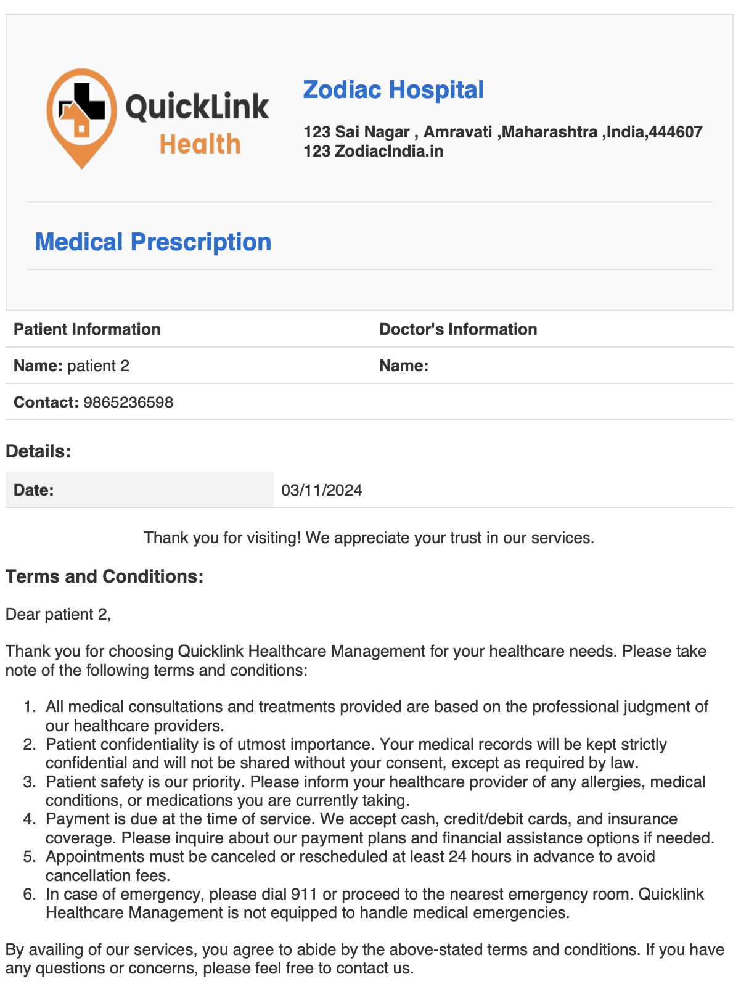 QuickLink
Health
Zodiac Hospital
123 Sai Nagar , Amravati ,Maharashtra ,India,444607
123 ZodiacIndia.in
Medical Prescription
Patient Information Doctor's Information
Name: patient 2 Name:
Contact: 9865236598
Details:
Date: 03/11/2024
Thank you for visiting! We appreciate your trust in our services.
Terms and Conditions:
Dear patient 2,
Thank you for choosing Quicklink Healthcare Management for your healthcare needs. Please take
note of the following terms and conditions:
1. All medical consultations and treatments provided are based on the professional judgment of
our healthcare providers.
2. Patient confidentiality is of utmost importance. Your medical records will be kept strictly
confidential and will not be shared without your consent, except as required by law.
3. Patient safety is our priority. Please inform your healthcare provider of any allergies, medical
conditions, or medications you are currently taking.
4. Payment is due at the time of service. We accept cash, credit/debit cards, and insurance
coverage. Please inquire about our payment plans and financial assistance options if needed.
5. Appointments must be canceled or rescheduled at least 24 hours in advance to avoid
cancellation fees.
6. In case of emergency, please dial 911 or proceed to the nearest emergency room. Quicklink
Healthcare Management is not equipped to handle medical emergencies.
By availing of our services, you agree to abide by the above-stated terms and conditions. If you have
any questions or concerns, please feel free to contact us.